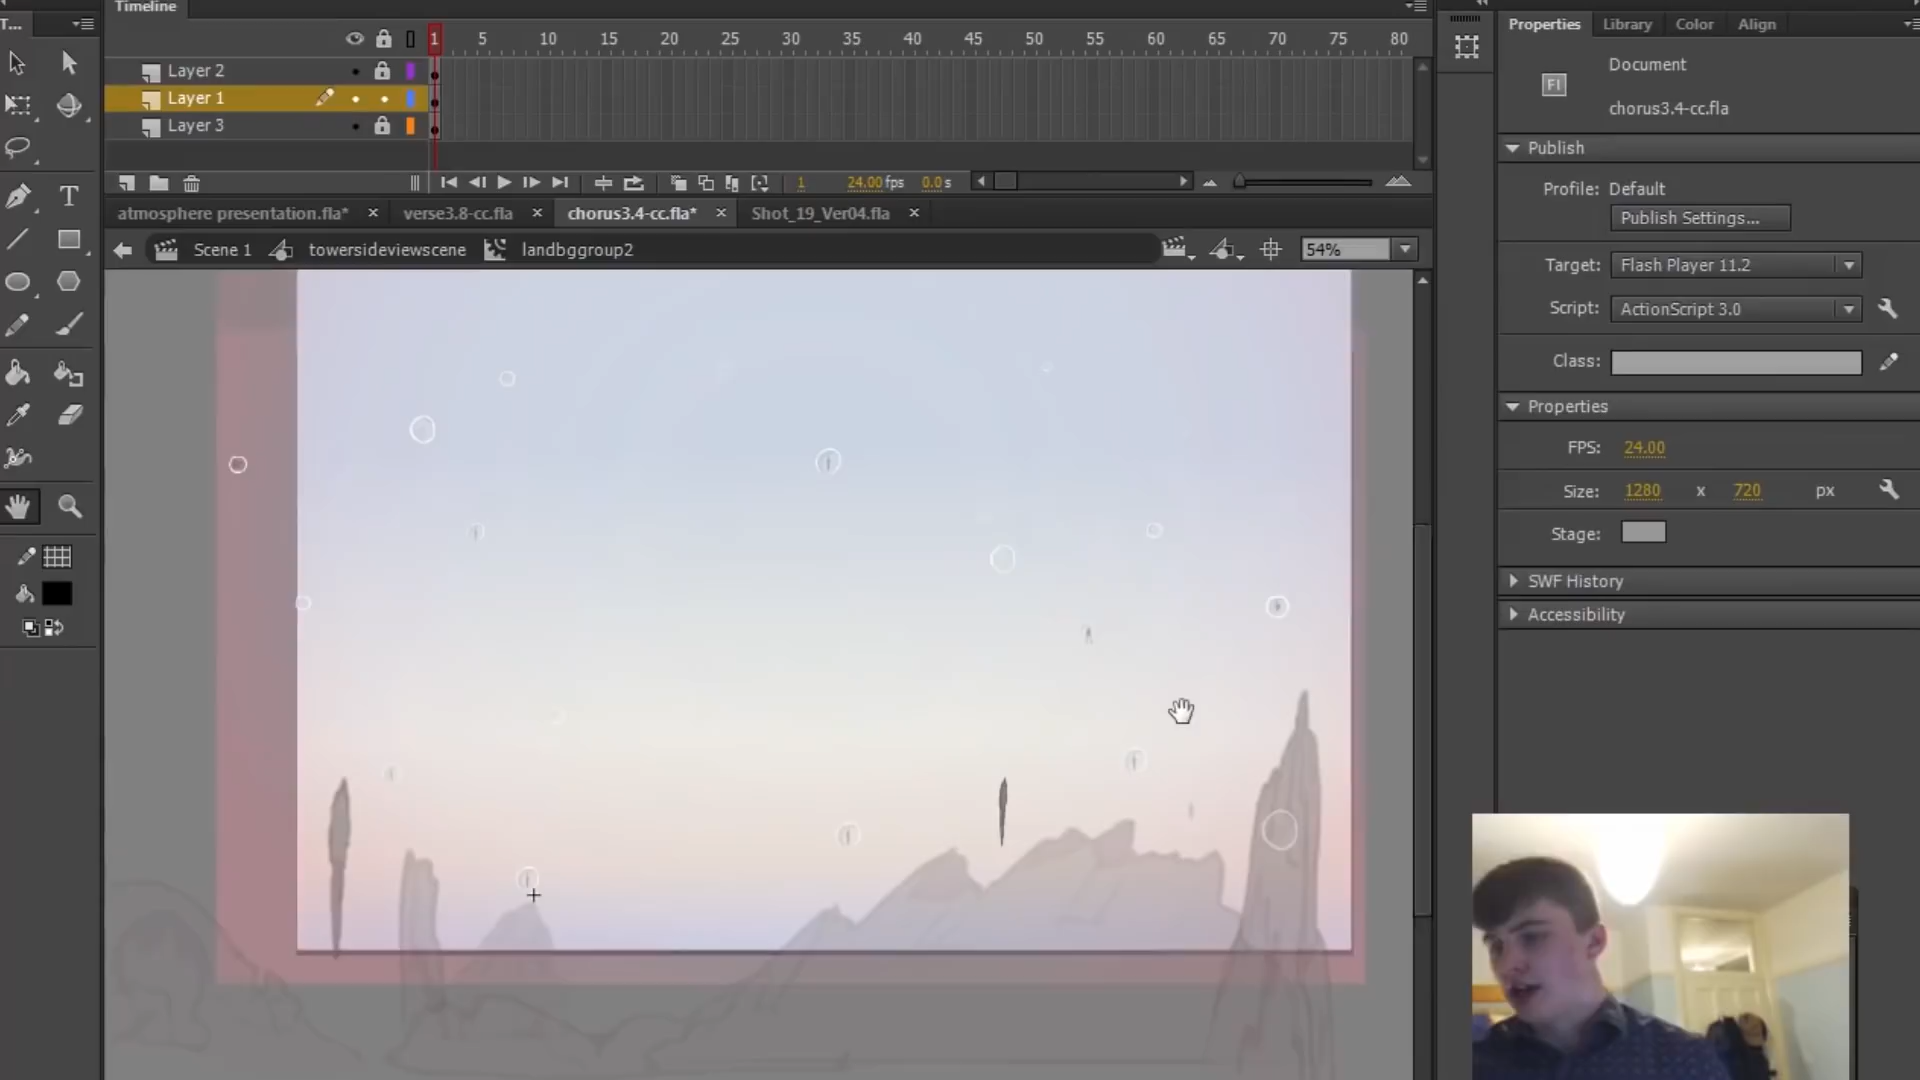 Timeline
T...
1 5 10 15 20 25 30 35 40 45 50 55 60 65 70 75 80
Layer 2
Layer 1
Layer 3
1 24.00 fps 0.0 s
atmosphere presentation.fla* × verse3.8-cc.fla × chorus3.4-cc.fla* × Shot_19_Ver04.fla ×
Scene 1 towersideviewscene landbggroup2 54%
T
Properties Library Color Align
Document
Fl
chorus3.4-cc.fla
Publish
Profile: Default
Publish Settings...
Target: Flash Player 11.2
Script: ActionScript 3.0
Class:
Properties
FPS: 24.00
Size: 1280 x 720 px
Stage:
SWF History
Accessibility